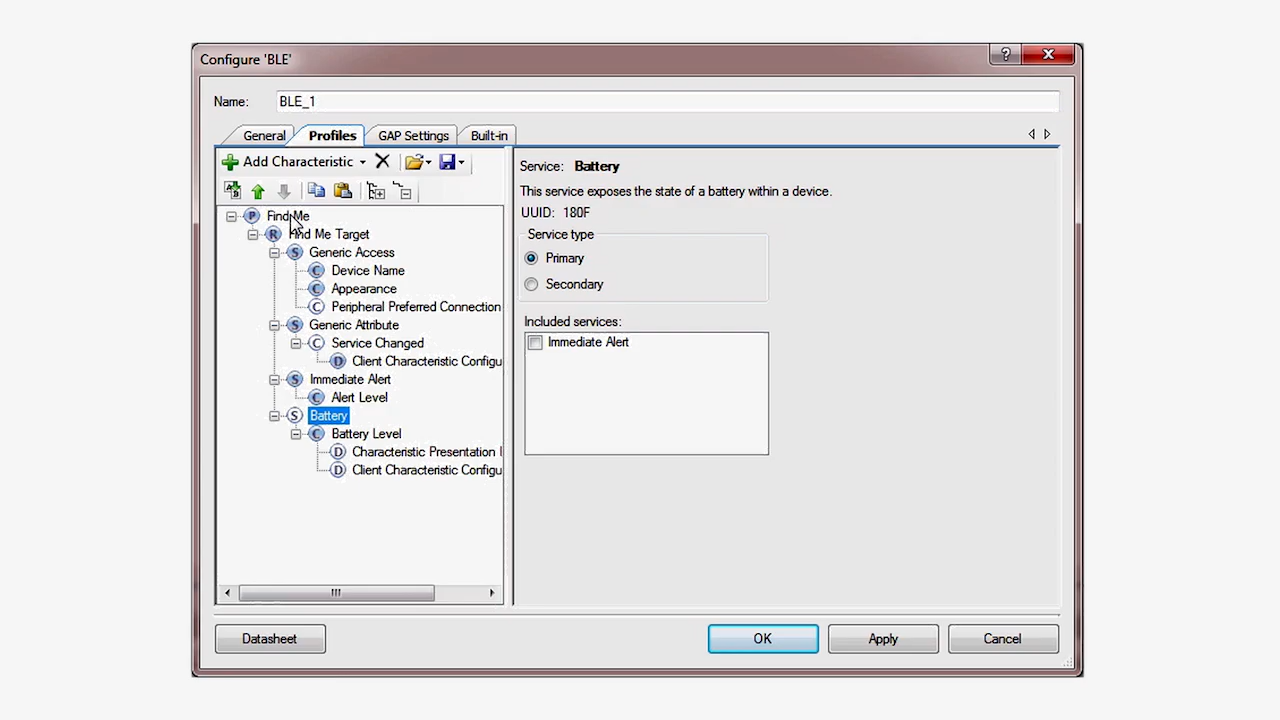 Configure 'BLE'
?
Name: BLE_1
General Profiles GAP Settings Built-in
Add Characteristic
P Find Me
R Find Me Target
S Generic Access
C Device Name
C Appearance
C Peripheral Preferred Connection
S Generic Attribute
C Service Changed
D Client Characteristic Configu
S Immediate Alert
C Alert Level
S Battery
C Battery Level
D Characteristic Presentation
D Client Characteristic Configu
Service: Battery
This service exposes the state of a battery within a device.
UUID: 180F
Service type
Primary
Secondary
Included services:
Immediate Alert
Datasheet OK Apply Cancel